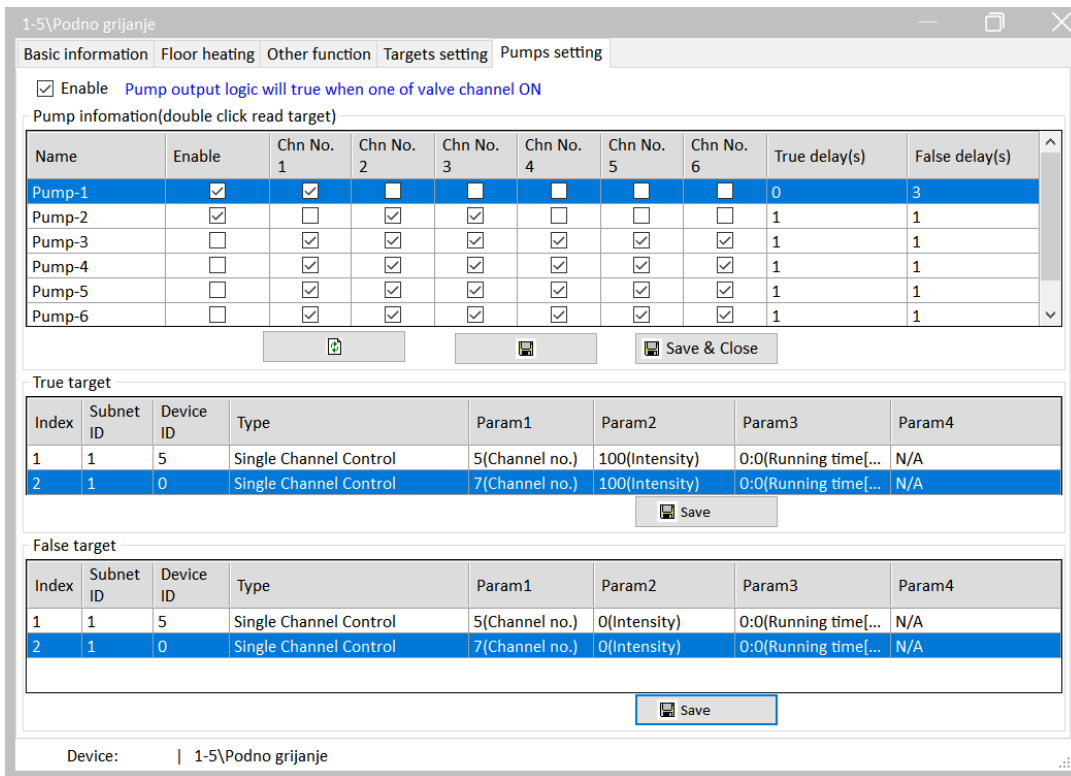 1-5\Podno grijanje
Basic information Floor heating Other function Targets setting Pumps setting
Enable Pump output logic will true when one of valve channel ON
Pump infomation(double click read target)
Name Enable Chn No. 1 Chn No. 2 Chn No. 3 Chn No. 4 Chn No. 5 Chn No. 6 True delay(s) False delay(s)
Pump-1 0 3
Pump-2 1 1
Pump-3 1 1
Pump-4 1 1
Pump-5 1 1
Pump-6 1 1
Save & Close
True target
Index Subnet ID Device ID Type Param1 Param2 Param3 Param4
1 1 5 Single Channel Control 5(Channel no.) 100(Intensity) 0:0(Running time[... N/A
2 1 0 Single Channel Control 7(Channel no.) 100(Intensity) 0:0(Running time[... N/A
Save
False target
Index Subnet ID Device ID Type Param1 Param2 Param3 Param4
1 1 5 Single Channel Control 5(Channel no.) 0(Intensity) 0:0(Running time[... N/A
2 1 0 Single Channel Control 7(Channel no.) 0(Intensity) 0:0(Running time[... N/A
Save
Device: | 1-5\Podno grijanje